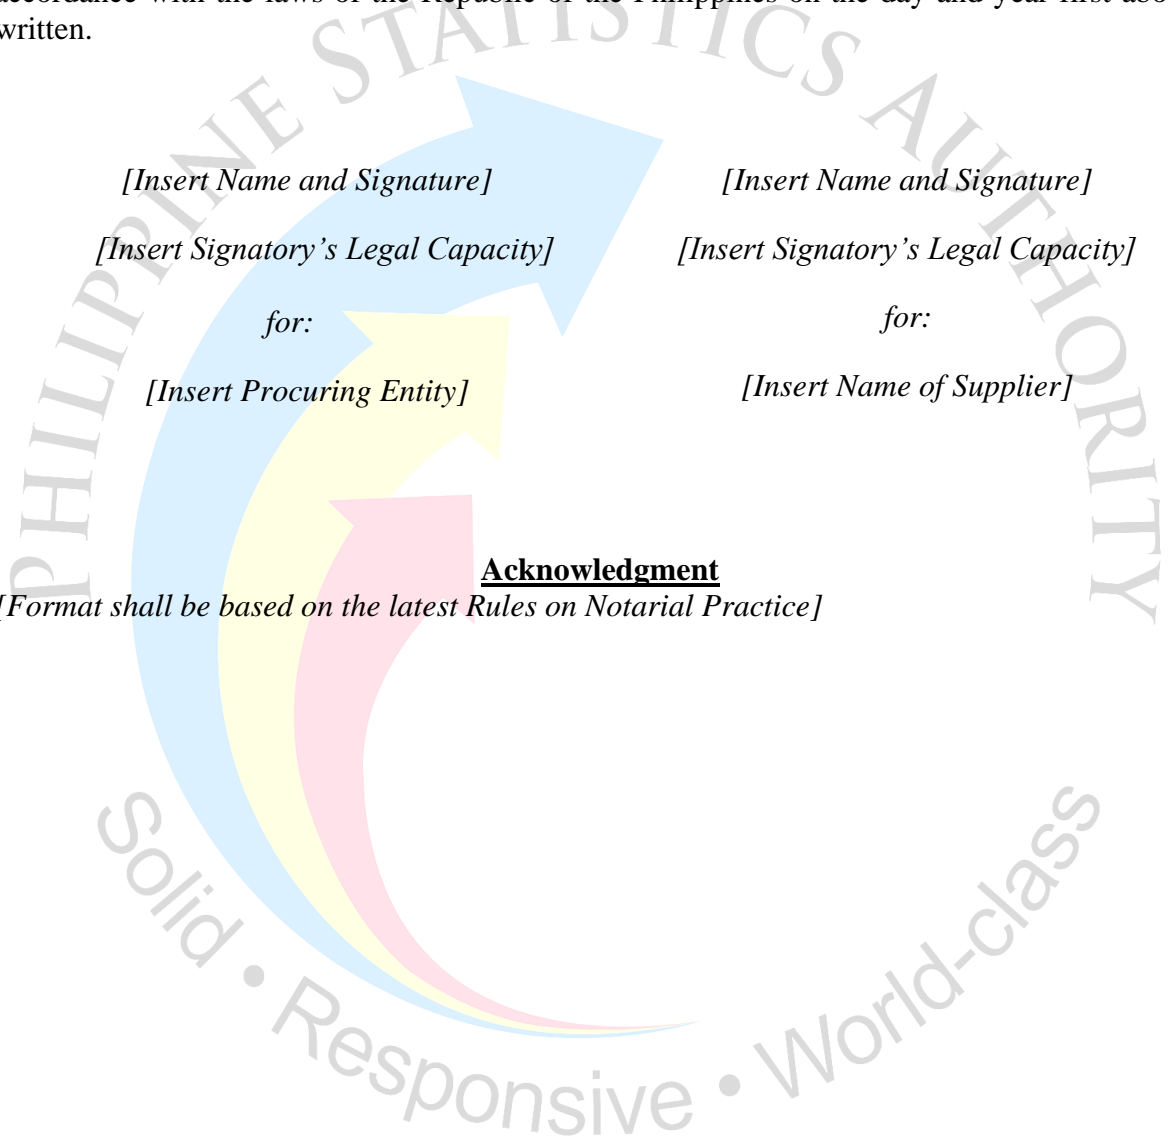 accordance with the laws of the Republic of the Philippines on the day and year first
written.
PHILIPPINE STATISTICS AUTHORITY
[Insert Name and Signature]
[Insert Signatory’s Legal Capacity]
for:
[Insert Procuring Entity]
[Insert Name and Signature]
[Insert Signatory’s Legal Capacity]
for:
[Insert Name of Supplier]
Acknowledgment
[Format shall be based on the latest Rules on Notarial Practice]
Solid • Responsive • World-class